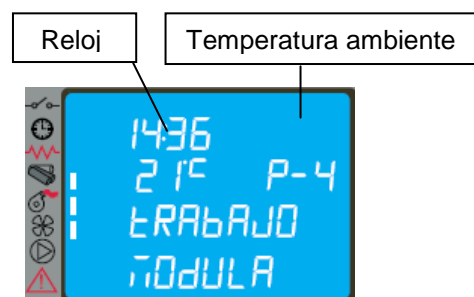 Reloj
Temperatura ambiente
14:36
21°C P-4
tRAbAJO
MOdULA